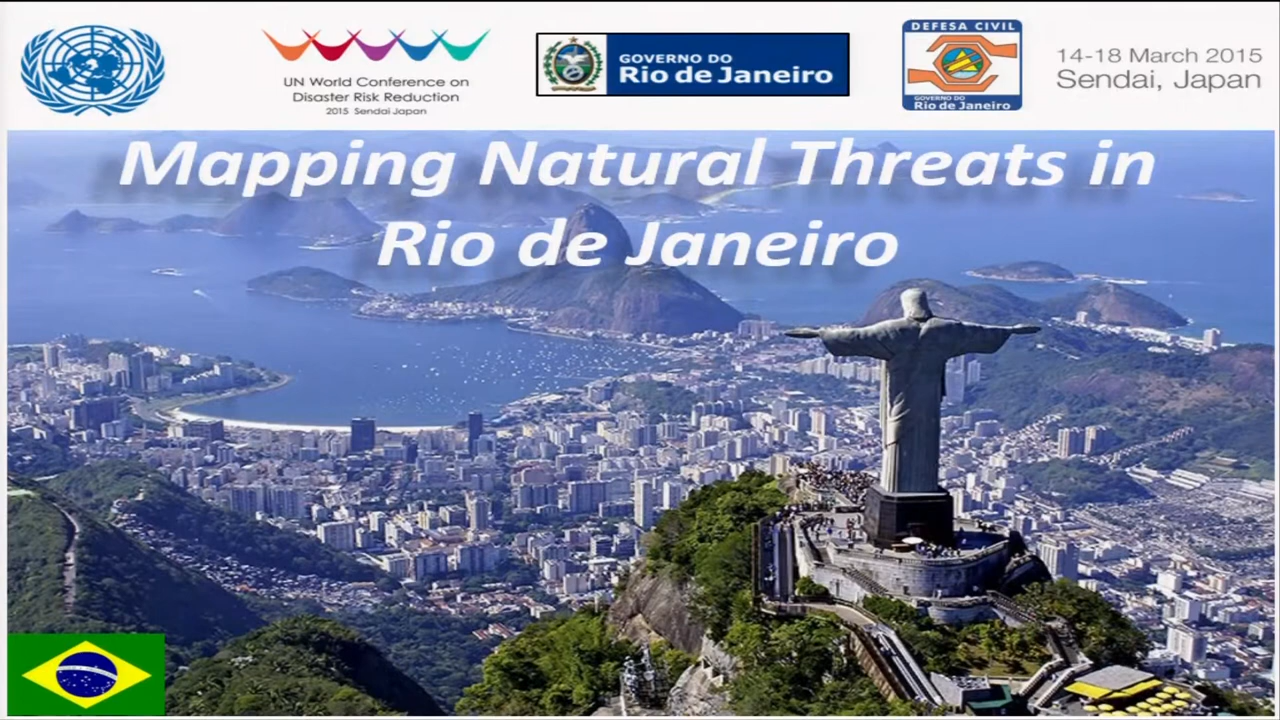 UN World Conference on
Disaster Risk Reduction
2015 Sendai Japan
GOVERNO DO
Rio de Janeiro
DEFESA CIVIL
GOVERNO DO
Rio de Janeiro
14-18 March 2015
Sendai, Japan
Mapping Natural Threats in
Rio de Janeiro